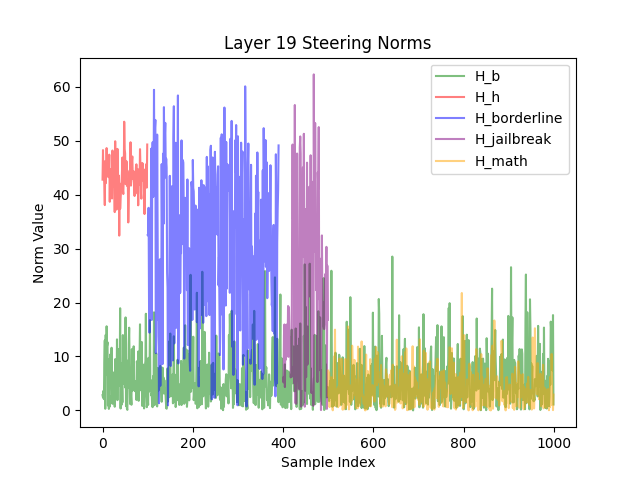 Layer 19 Steering Norms
H_b
H_h
H_borderline
H_jailbreak
H_math
Norm Value
60
50
40
30
20
10
0
0
200
400
600
800
1000
Sample Index